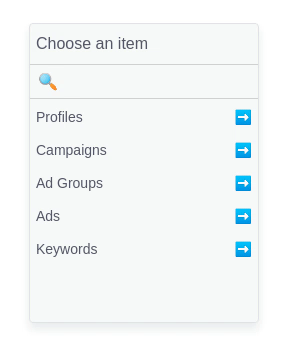 Choose an item
Profiles
Campaigns
Ad Groups
Ads
Keywords